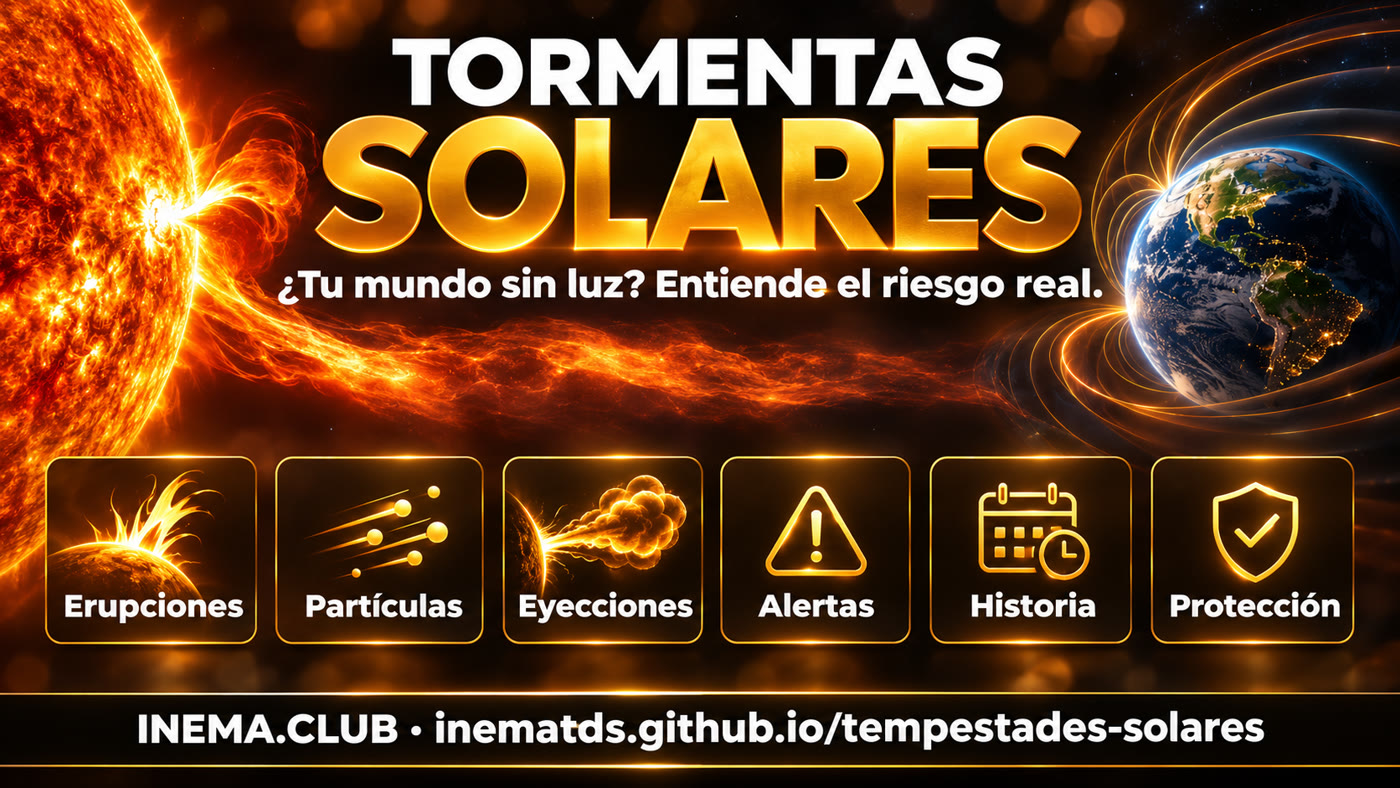 TORMENTAS
SOLARES
¿Tu mundo sin luz? Entiende el riesgo real.
Erupciones
Partículas
Eyecciones
Alertas
Historia
Protección
INEMA.CLUB • inematds.github.io/tempestades-solares